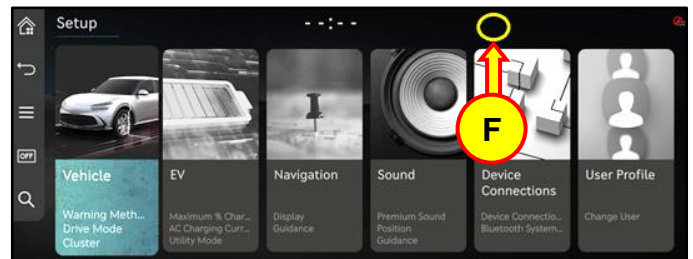 Setup
--:--
OFF
F
Vehicle
Warning Meth...
Drive Mode
Cluster
EV
Maximum % Char...
AC Charging Curr...
Utility Mode
Navigation
Display
Guidance
Sound
Premium Sound
Position
Guidance
Device
Connections
Device Connectio...
Bluetooth System...
User Profile
Change User